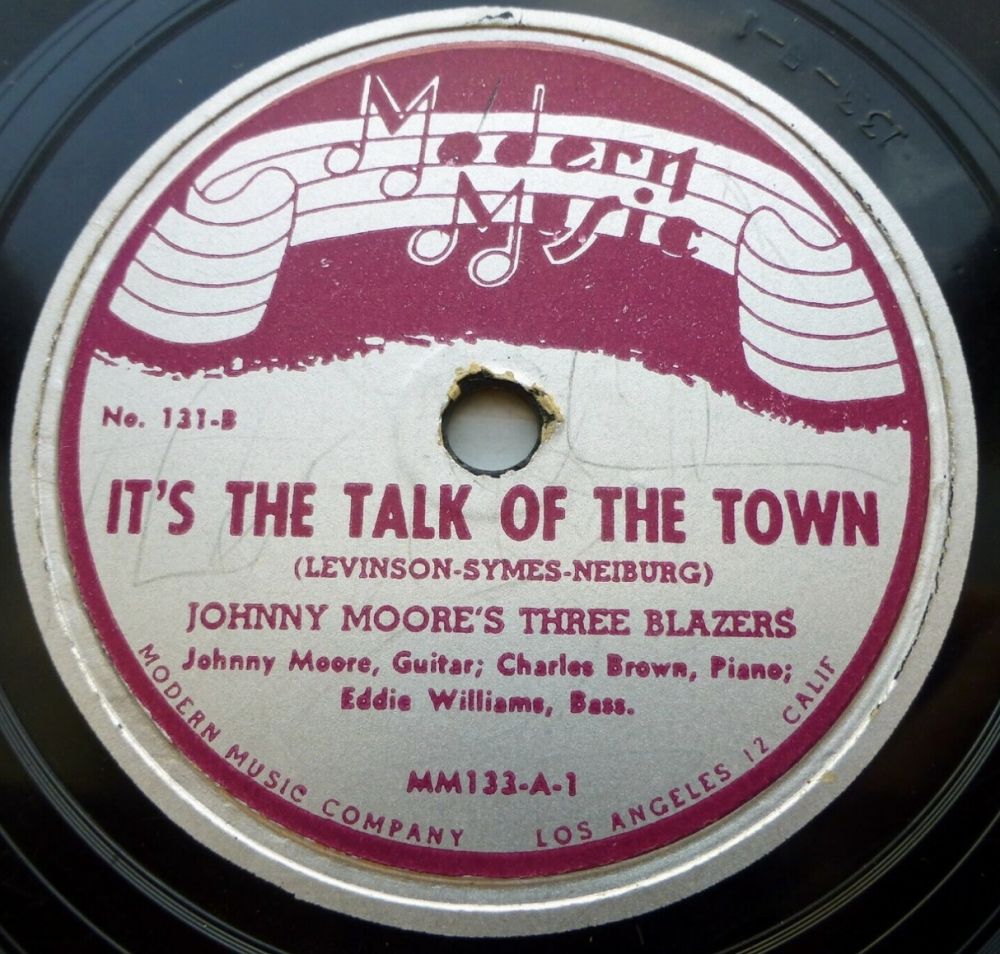 Modern
Music
No. 131-B
IT'S THE TALK OF THE TOWN
(LEVINSON-SYMES-NEIBURG)
JOHNNY MOORE'S THREE BLAZERS
Johnny Moore, Guitar; Charles Brown, Piano;
Eddie Williams, Bass.
MM133-A-1
MODERN MUSIC COMPANY LOS ANGELES 12 CALIF